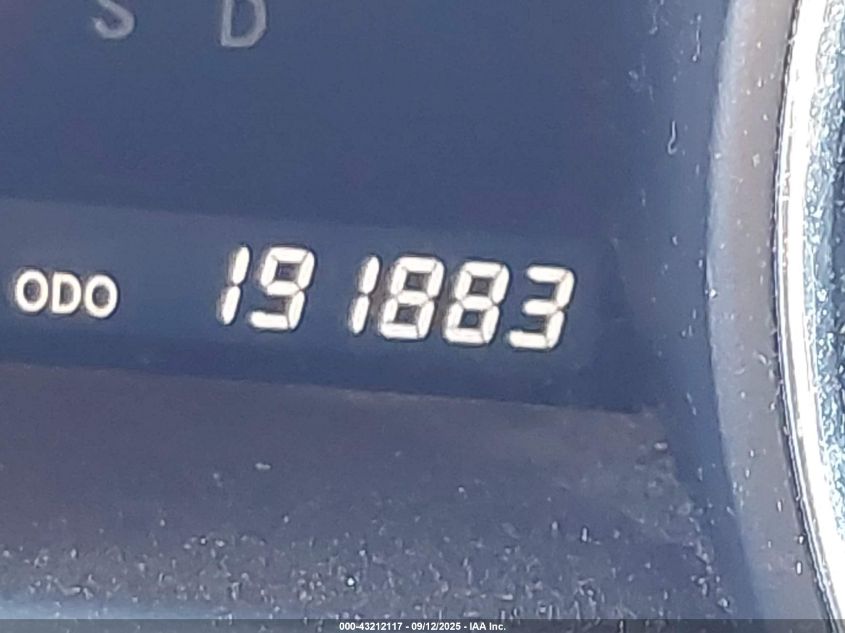 S D
ODO 191883
000-43212117 - 09/12/2025 - IAA Inc.